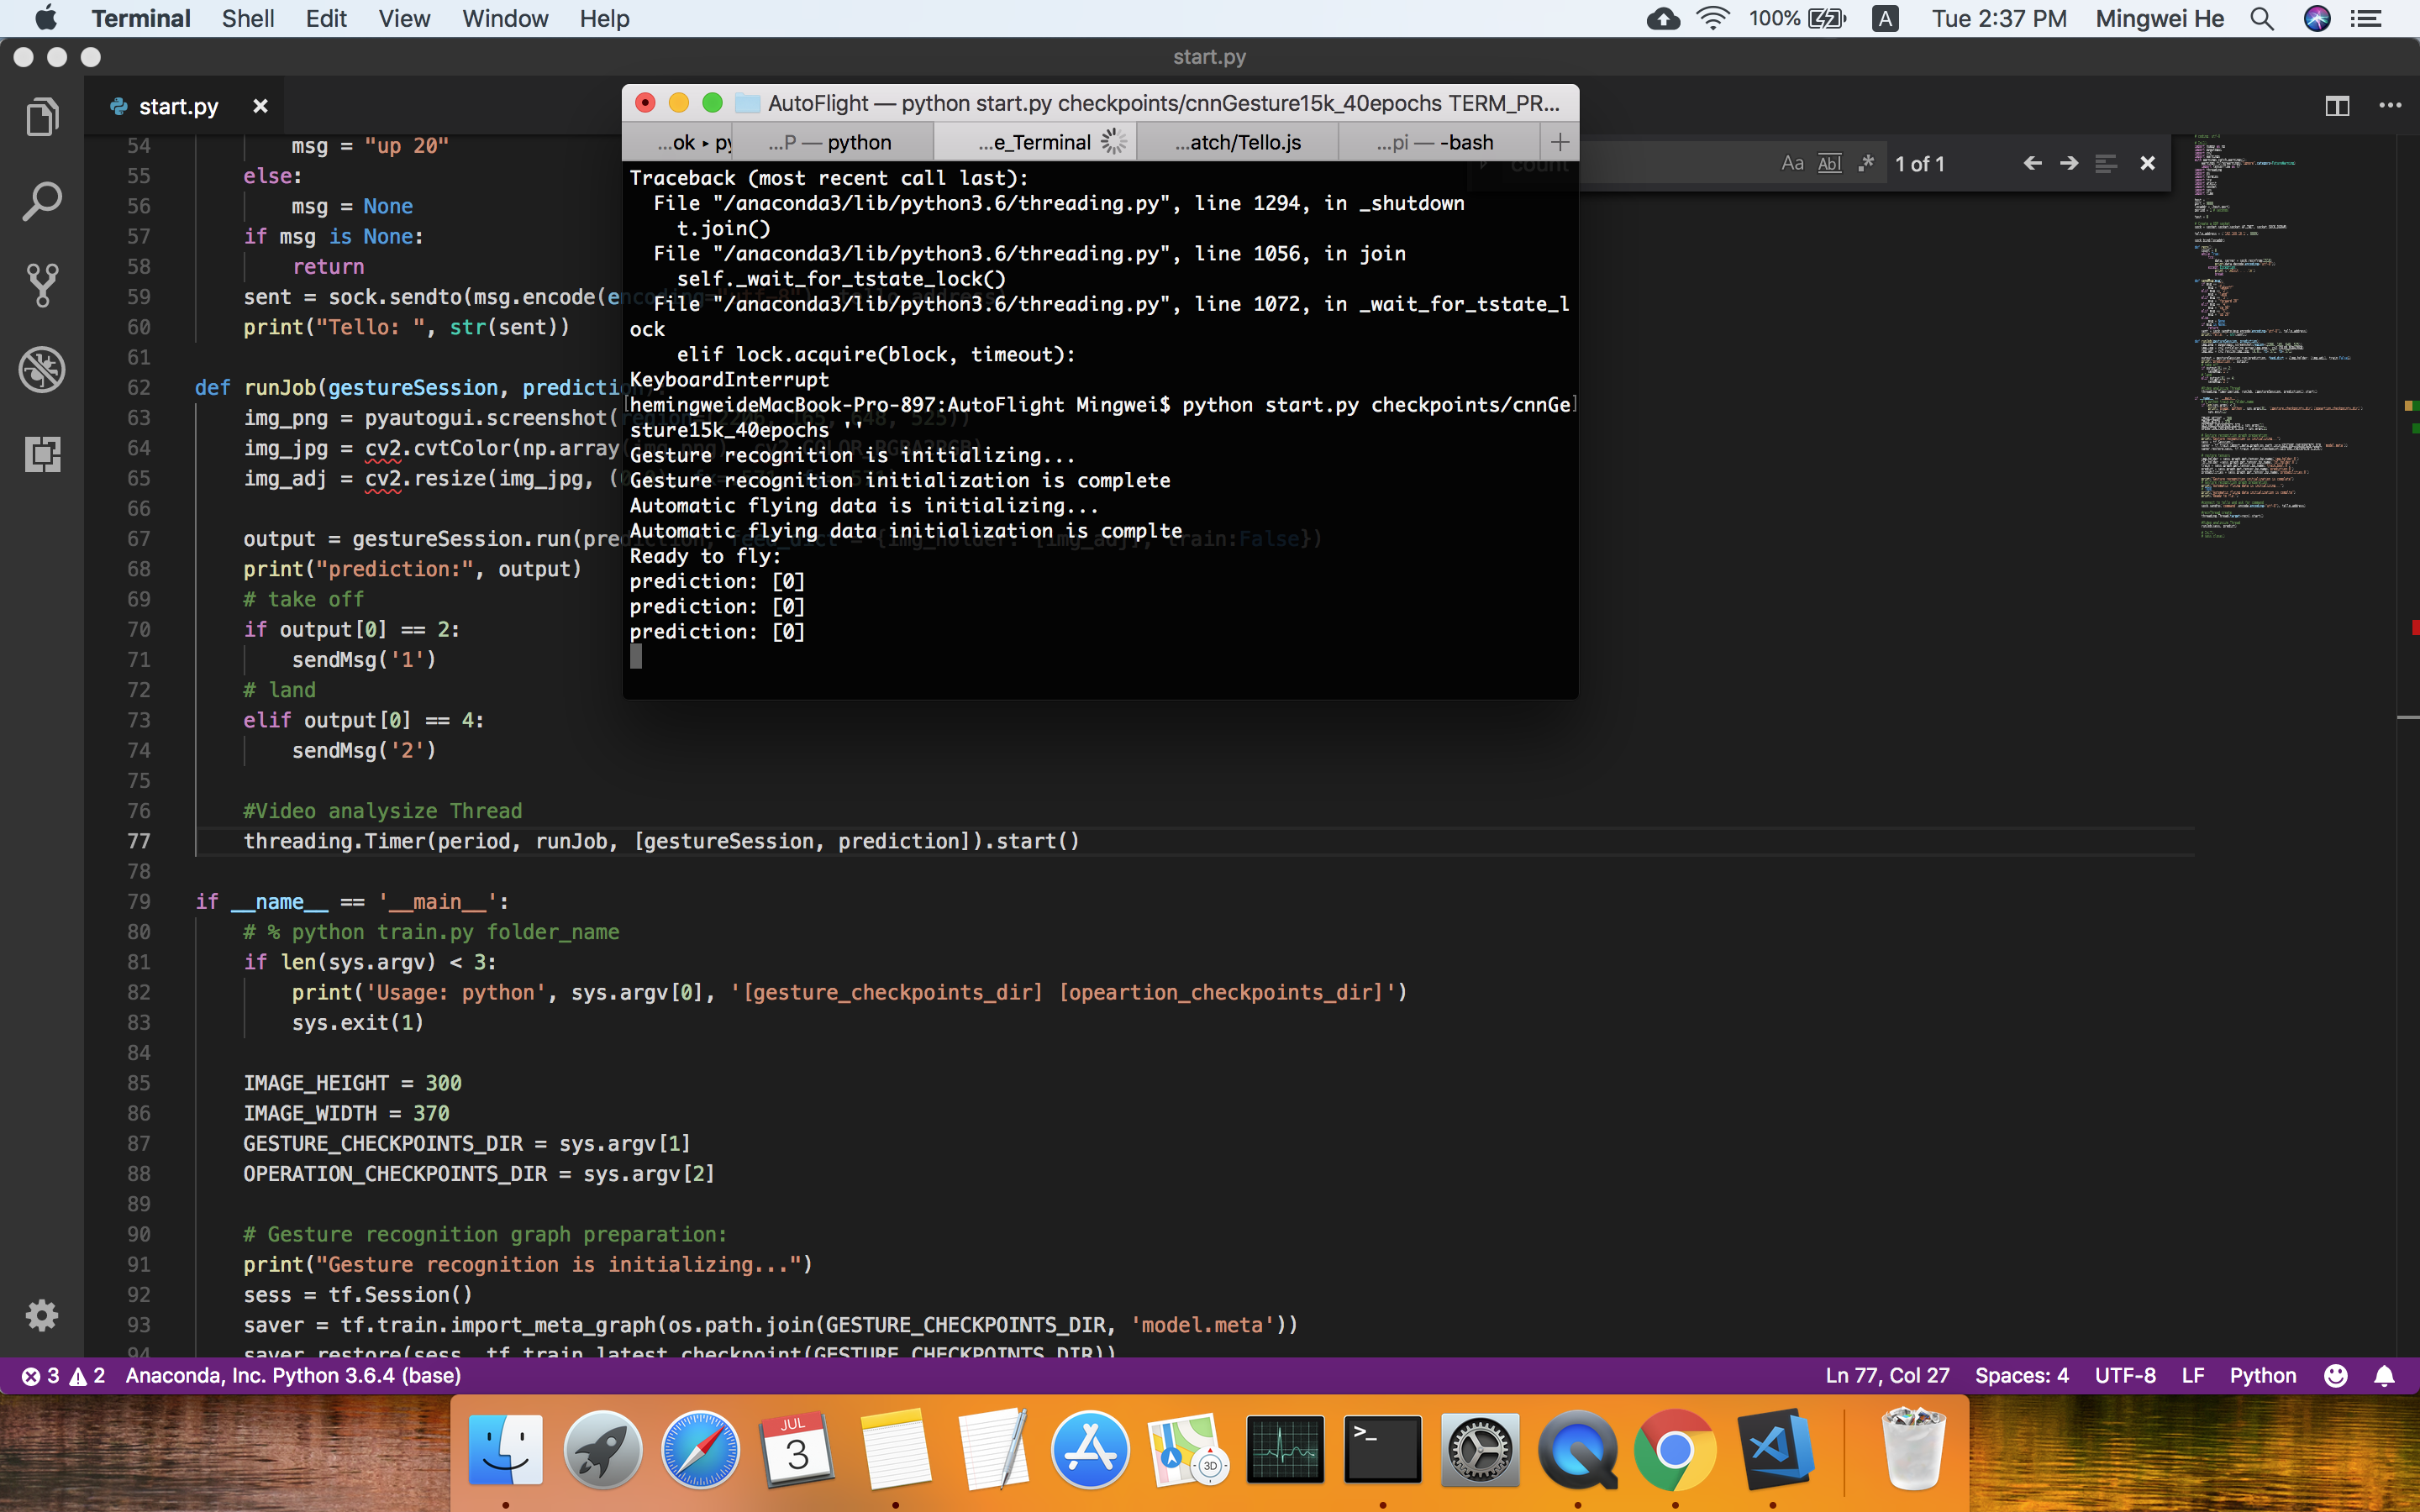 Terminal Shell Edit View Window Help 100% A Tue 2:37 PM Mingwei He
start.py
start.py
AutoFlight — python start.py checkpoints/cnnGesture15k_40epochs TERM_PR...
...ok ▸ py ...P — python ...e_Terminal ...atch/Tello.js ...pi — -bash
count Aa Abl .* 1 of 1
Traceback (most recent call last):
File "/anaconda3/lib/python3.6/threading.py", line 1294, in _shutdown
t.join()
File "/anaconda3/lib/python3.6/threading.py", line 1056, in join
self._wait_for_tstate_lock()
File "/anaconda3/lib/python3.6/threading.py", line 1072, in _wait_for_tstate_l
ock
elif lock.acquire(block, timeout):
KeyboardInterrupt
[hemingweideMacBook-Pro-897:AutoFlight Mingwei$ python start.py checkpoints/cnnGe]
sture15k_40epochs ''
Gesture recognition is initializing...
Gesture recognition initialization is complete
Automatic flying data is initializing...
Automatic flying data initialization is complte
Ready to fly:
prediction: [0]
prediction: [0]
prediction: [0]
54 msg = "up 20"
55 else:
56 msg = None
57 if msg is None:
58 return
59 sent = sock.sendto(msg.encode(encoding="utf-8"), tello_address)
60 print("Tello: ", str(sent))
61
62 def runJob(gestureSession, prediction
63 img_png = pyautogui.screenshot(
64 img_jpg = cv2.cvtColor(np.array(img_png), cv2.COLOR_RGBA2RGB)
65 img_adj = cv2.resize(img_jpg, (0,
66
67 output = gestureSession.run(prediction, feed_dict = {img_holder: [img_adj], train:False})
68 print("prediction:", output)
69 # take off
70 if output[0] == 2:
71 sendMsg('1')
72 # land
73 elif output[0] == 4:
74 sendMsg('2')
75
76 #Video analysize Thread
77 threading.Timer(period, runJob, [gestureSession, prediction]).start()
78
79 if __name__ == '__main__':
80 # % python train.py folder_name
81 if len(sys.argv) < 3:
82 print('Usage: python', sys.argv[0], '[gesture_checkpoints_dir] [opeartion_checkpoints_dir]')
83 sys.exit(1)
84
85 IMAGE_HEIGHT = 300
86 IMAGE_WIDTH = 370
87 GESTURE_CHECKPOINTS_DIR = sys.argv[1]
88 OPERATION_CHECKPOINTS_DIR = sys.argv[2]
89
90 # Gesture recognition graph preparation:
91 print("Gesture recognition is initializing...")
92 sess = tf.Session()
93 saver = tf.train.import_meta_graph(os.path.join(GESTURE_CHECKPOINTS_DIR, 'model.meta'))
94 saver.restore(sess, tf.train.latest_checkpoint(GESTURE_CHECKPOINTS_DIR))
3 2 Anaconda, Inc. Python 3.6.4 (base) Ln 77, Col 27 Spaces: 4 UTF-8 LF Python
JUL
3
3D
>_